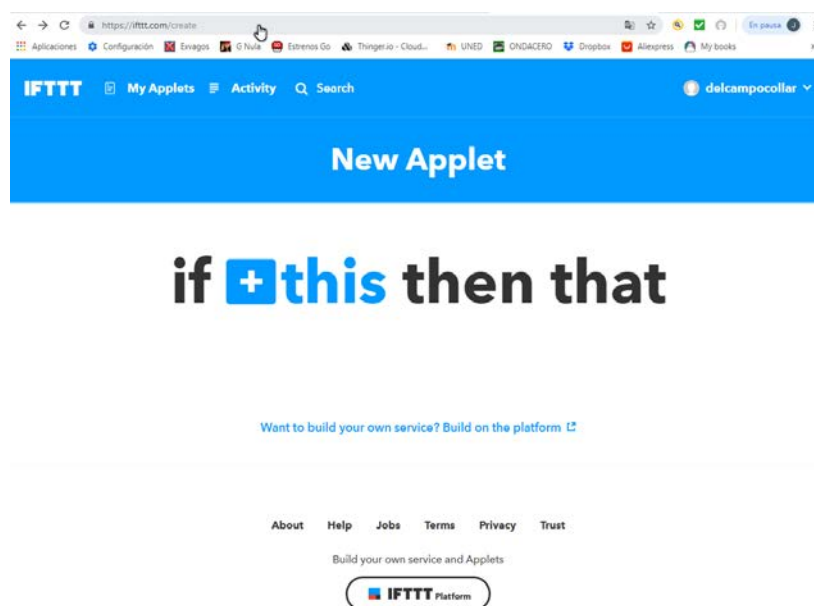 https://ifttt.com/create
En pausa
Aplicaciones Configuración Exvagos G Nula Estrenos Go Thinger.io - Cloud... UNED ONDACERO Dropbox Aliexpress My books
IFTTT My Applets Activity Search delcampocollar
New Applet
if this then that
Want to build your own service? Build on the platform
About Help Jobs Terms Privacy Trust
Build your own service and Applets
IFTTT Platform